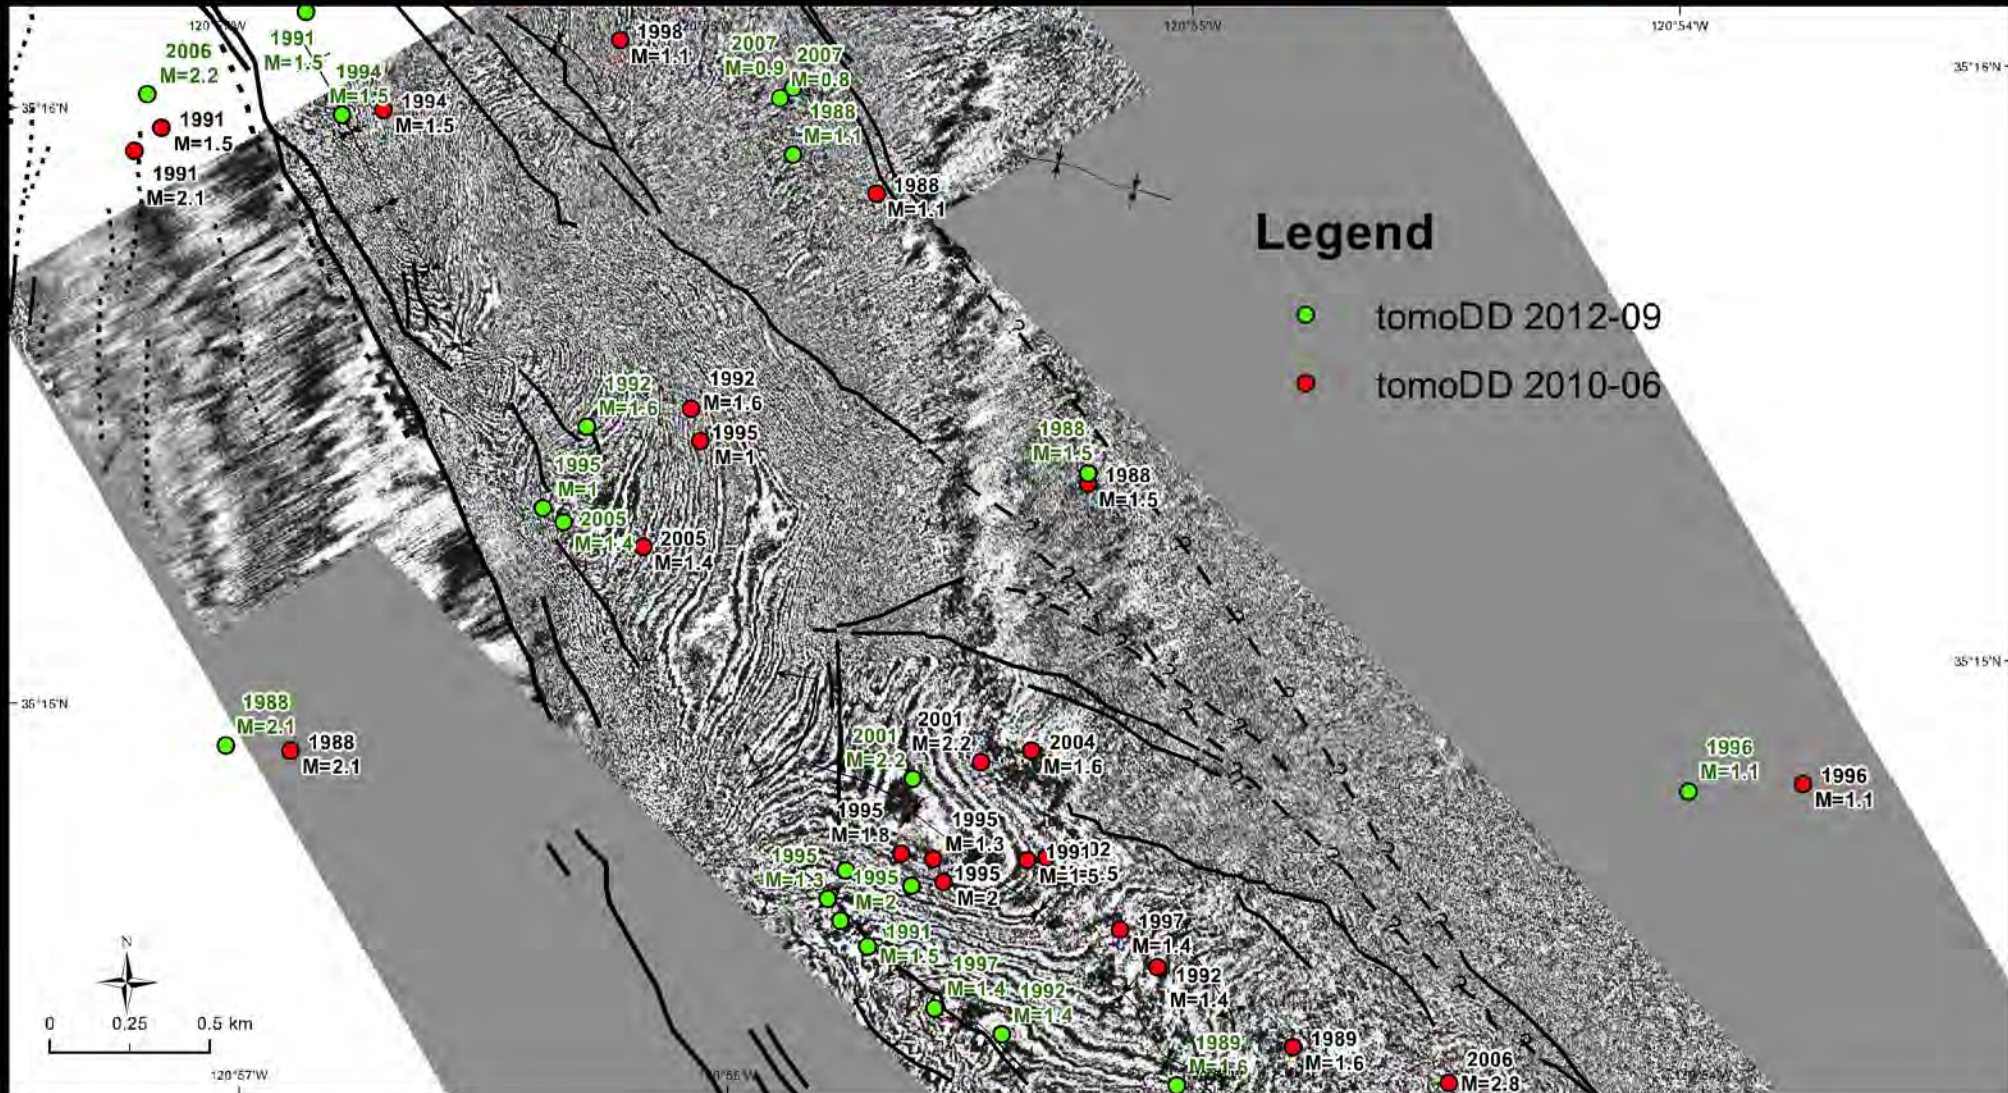 120°56'W
120°55'W
120°54'W
35°16'N
35°16'N
1991
M=1.5
2006
M=2.2
1994
M=1.5
1994
M=1.5
1991
M=1.5
1991
M=2.1
1998
M=1.1
2007
M=0.9
2007
M=0.8
1988
M=1.1
1988
M=1.1
Legend
tomoDD 2012-09
tomoDD 2010-06
1992
M=1.6
1992
M=1.6
1995
M=1
1995
M=1
2005
M=1.4
2005
M=1.4
1988
M=1.5
1988
M=1.5
35°15'N
35°15'N
1988
M=2.1
1988
M=2.1
2001
M=2.2
2001
M=2.2
2004
M=1.6
1996
M=1.1
1996
M=1.1
1995
M=1.8
1995
M=1.3
1995
M=1.3
1995
M=2
1995
M=2
1991
M=1.5
1991
M=1.5
1997
M=1.4
1997
M=1.4
1992
M=1.4
1992
M=1.4
1989
M=1.6
1989
M=1.6
2006
M=2.8
N
0 0.25 0.5 km
120°57'W
120°56'W